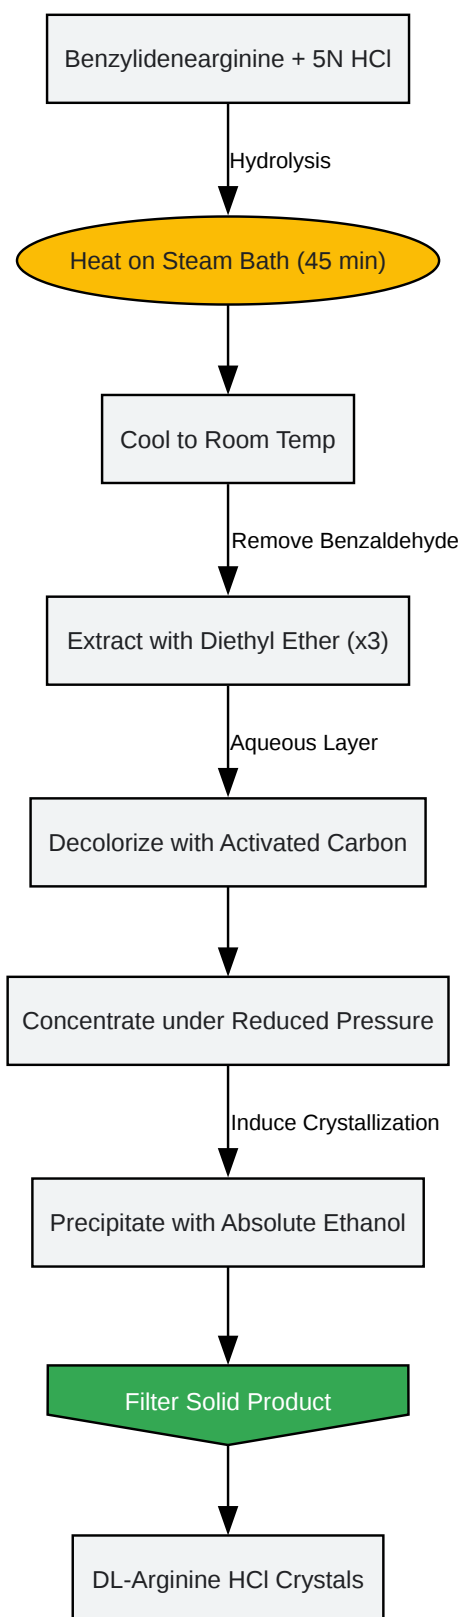 Benzylidenearginine + 5N HCl
Hydrolysis
Heat on Steam Bath (45 min)
Cool to Room Temp
Remove Benzaldehyde
Extract with Diethyl Ether (x3)
Aqueous Layer
Decolorize with Activated Carbon
Concentrate under Reduced Pressure
Induce Crystallization
Precipitate with Absolute Ethanol
Filter Solid Product
DL-Arginine HCl Crystals